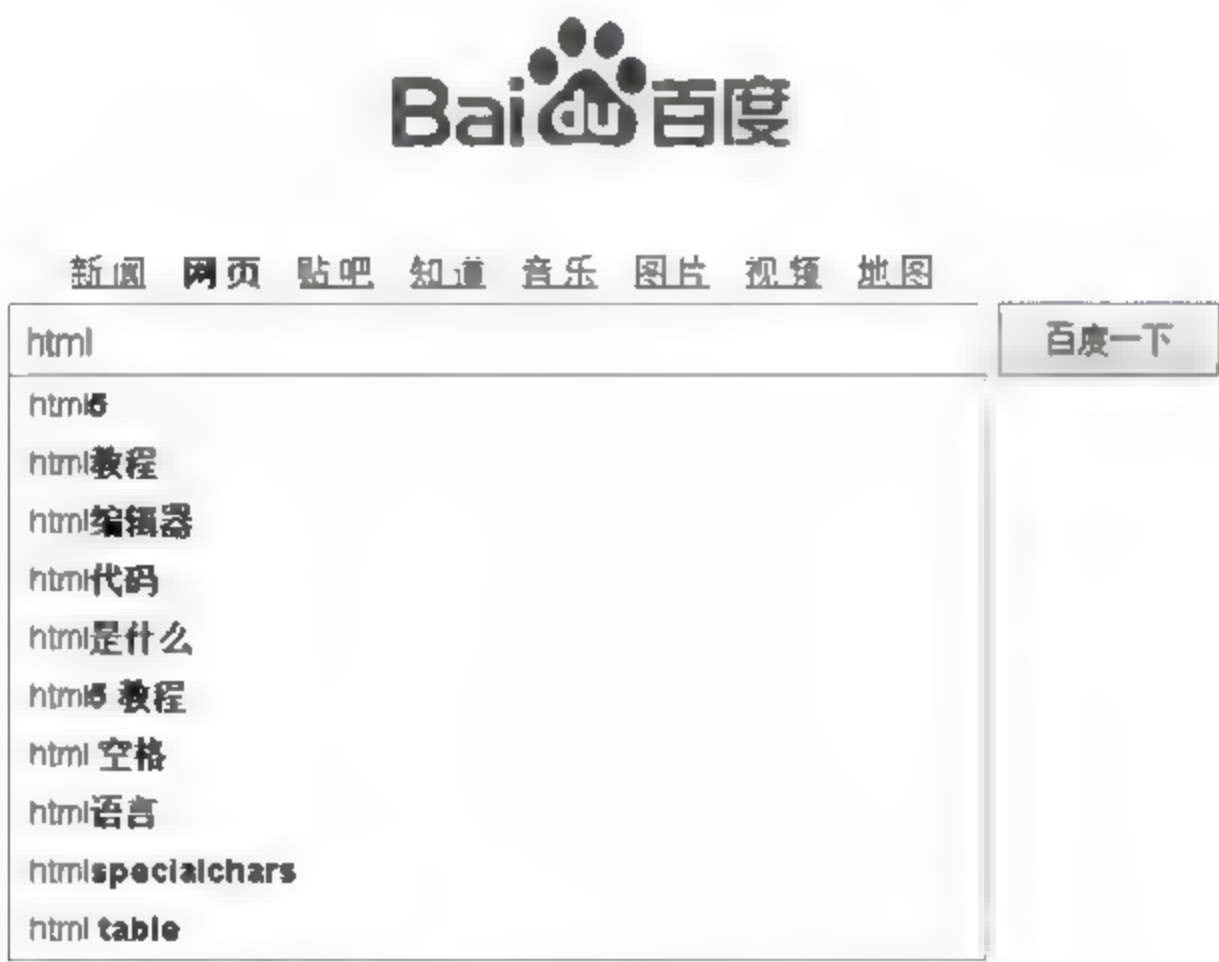 Bai du 百度
新闻 网页 贴吧 知道 音乐 图片 视频 地图
html 百度一下
html5
html教程
html编辑器
html代码
html是什么
html5 教程
html 空格
html语言
htmlspecialchars
html table